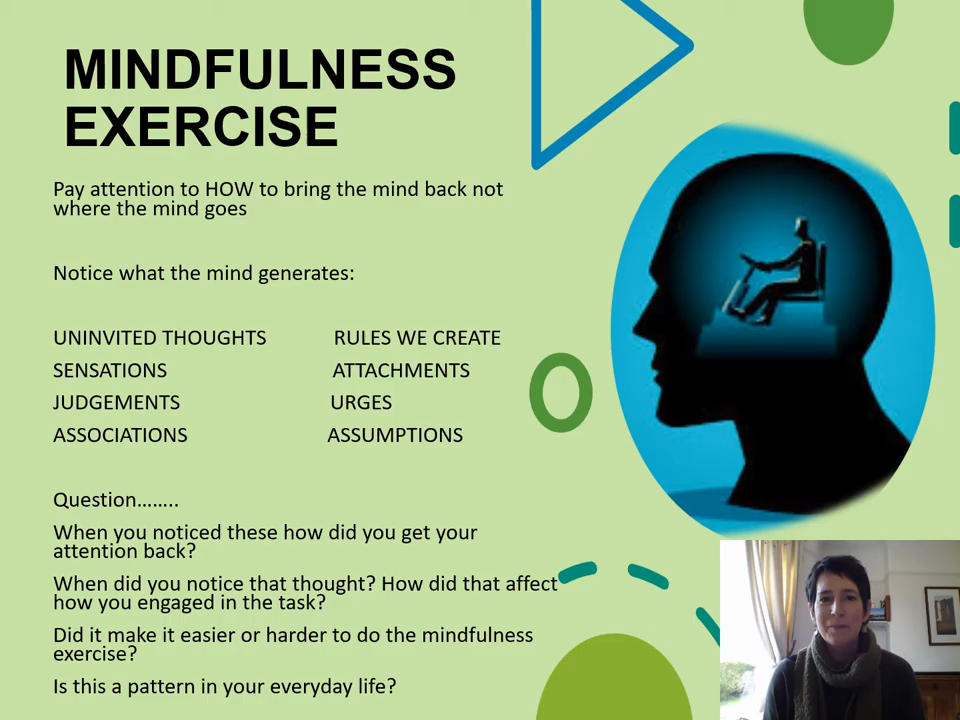 MINDFULNESS
EXERCISE
Pay attention to HOW to bring the mind back not
where the mind goes
Notice what the mind generates:
UNINVITED THOUGHTS RULES WE CREATE
SENSATIONS ATTACHMENTS
JUDGEMENTS URGES
ASSOCIATIONS ASSUMPTIONS
Question........
When you noticed these how did you get your
attention back?
When did you notice that thought? How did that affect
how you engaged in the task?
Did it make it easier or harder to do the mindfulness
exercise?
Is this a pattern in your everyday life?